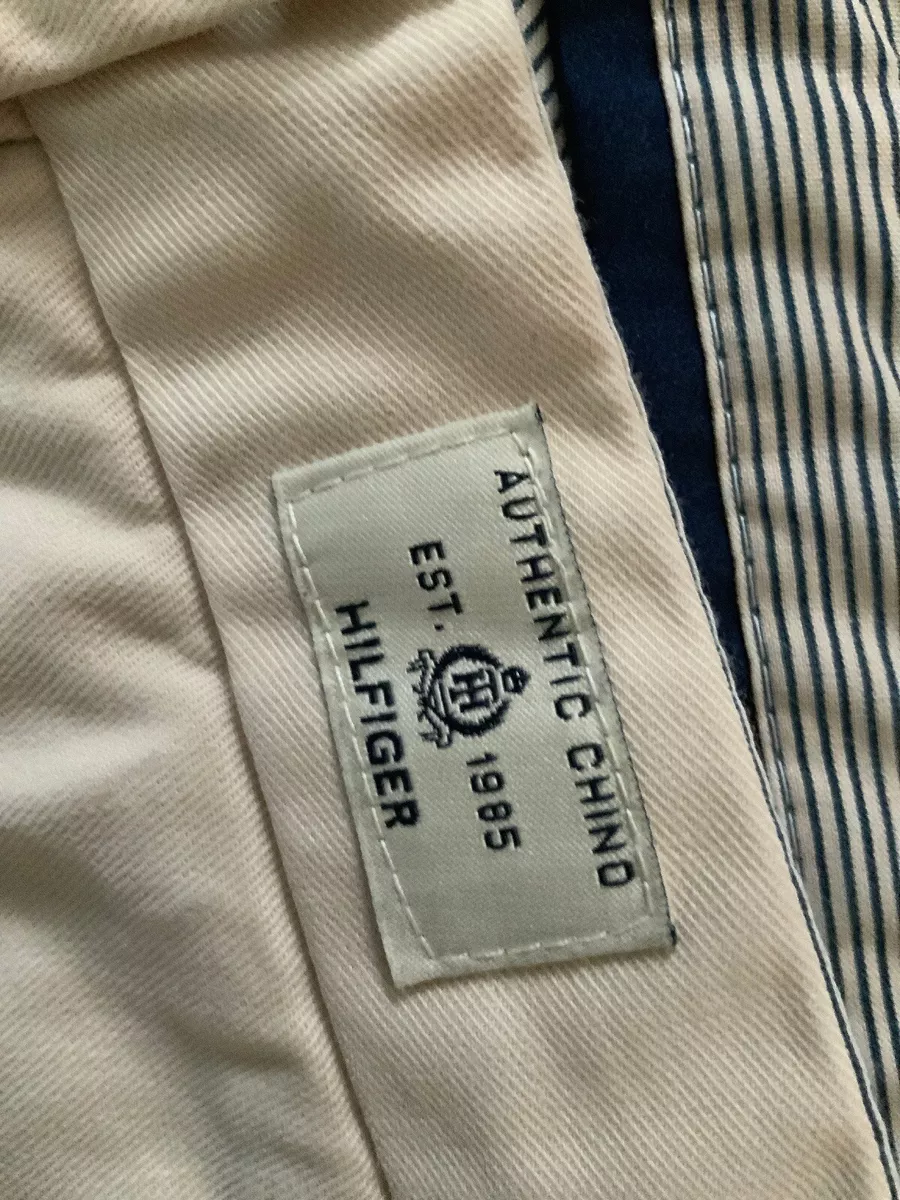 AUTHENTIC CHINO
EST. TH 1985
HILFIGER